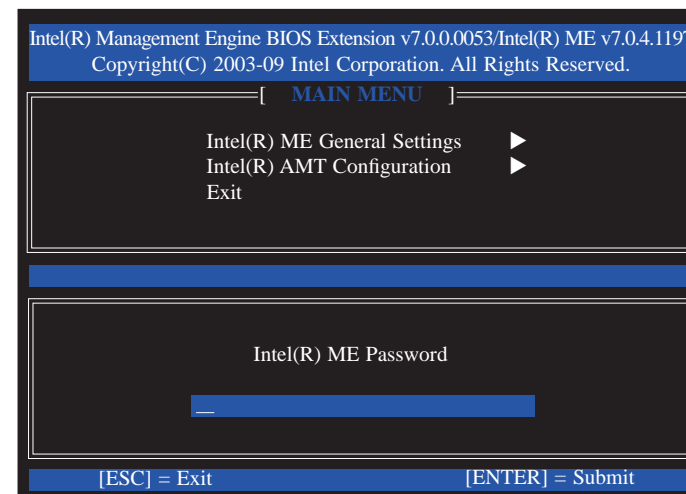 Intel(R) Management Engine BIOS Extension v7.0.0.0053/Intel(R) ME v7.0.4.1197
Copyright(C) 2003-09 Intel Corporation. All Rights Reserved.
[ MAIN MENU ]
Intel(R) ME General Settings ▶
Intel(R) AMT Configuration ▶
Exit
Intel(R) ME Password
_
[ESC] = Exit [ENTER] = Submit